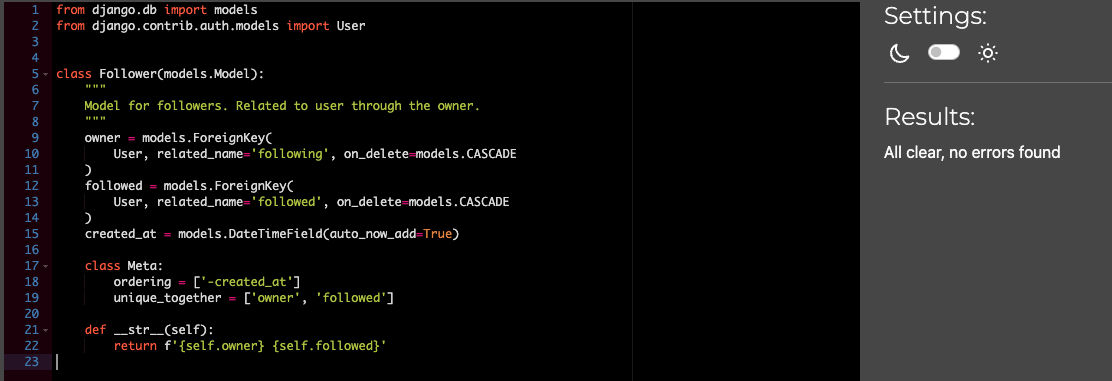 1 from django.db import models
2 from django.contrib.auth.models import User
3
4
5 class Follower(models.Model):
6     """
7     Model for followers. Related to user through the owner.
8     """
9     owner = models.ForeignKey(
10         User, related_name='following', on_delete=models.CASCADE
11     )
12     followed = models.ForeignKey(
13         User, related_name='followed', on_delete=models.CASCADE
14     )
15     created_at = models.DateTimeField(auto_now_add=True)
16
17     class Meta:
18         ordering = ['-created_at']
19         unique_together = ['owner', 'followed']
20
21     def __str__(self):
22         return f'{self.owner} {self.followed}'
23
Settings:
Results:
All clear, no errors found